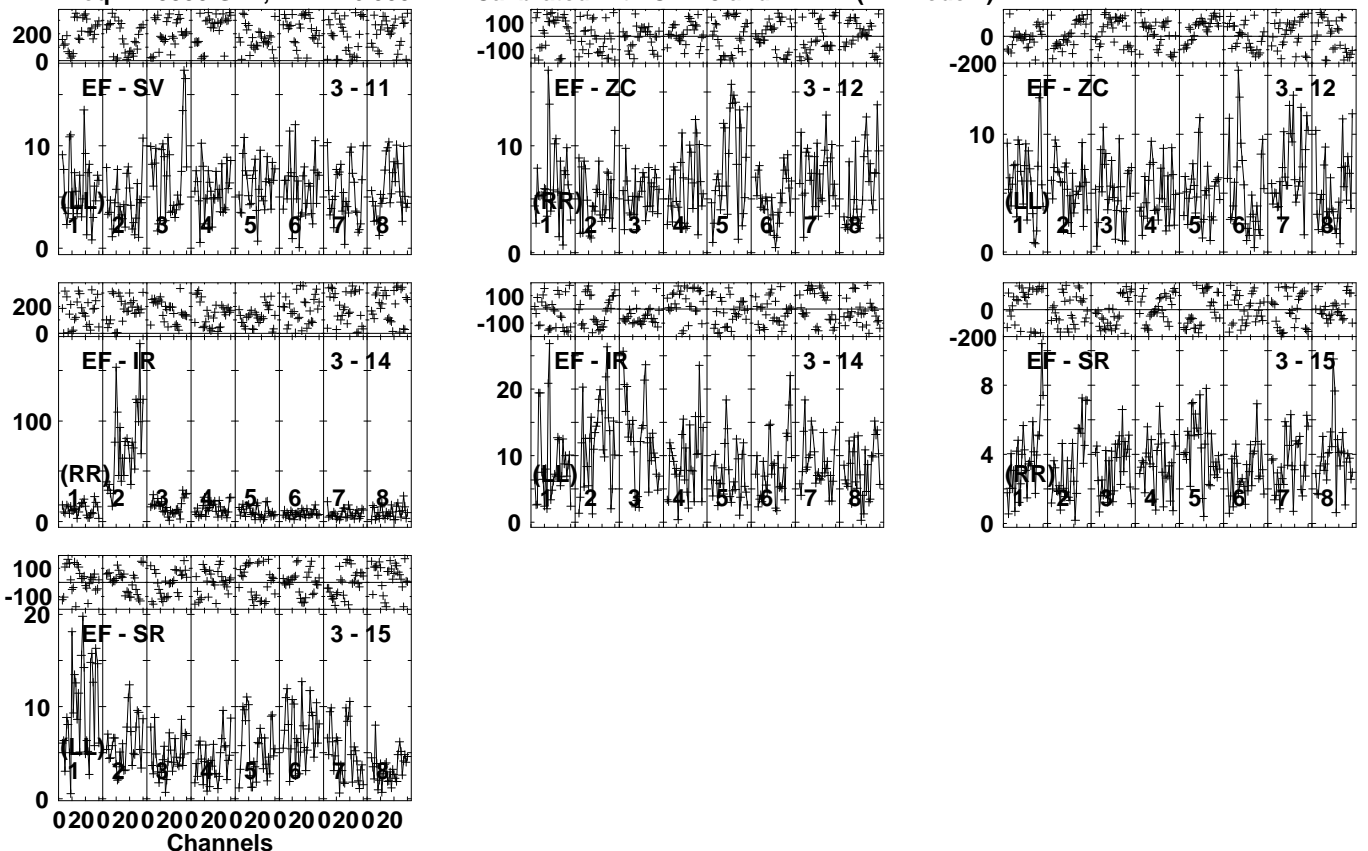 200
0
EF - SV 3 - 11
10
(LL)
1 2 3 4 5 6 7 8
0
100
-100
EF - ZC 3 - 12
10
(RR)
1 2 3 4 5 6 7 8
0
0
-200
EF - ZC 3 - 12
10
(LL)
1 2 3 4 5 6 7 8
0
200
0
EF - IR 3 - 14
100
(RR)
1 2 3 4 5 6 7 8
0
100
-100
EF - IR 3 - 14
20
10
(LL)
1 2 3 4 5 6 7 8
0
0
-200
EF - SR 3 - 15
8
4
(RR)
1 2 3 4 5 6 7 8
0
100
-100
20
EF - SR 3 - 15
10
(LL)
1 2 3 4 5 6 7 8
0
0 20 0 20 0 20 0 20 0 20 0 20 0 20 0 20
Channels